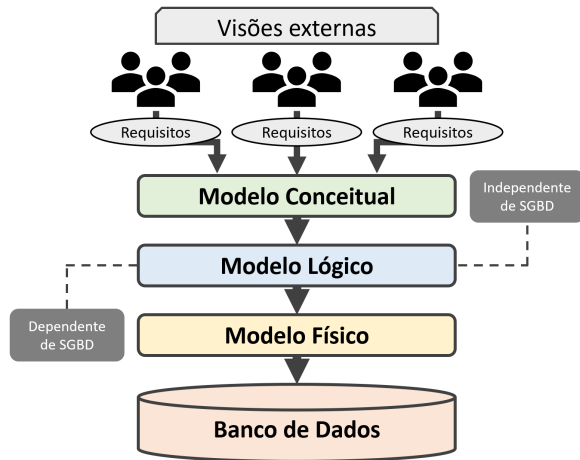 Visões externas
Requisitos
Requisitos
Requisitos
Modelo Conceitual
Independente
de SGBD
Modelo Lógico
Dependente
de SGBD
Modelo Físico
Banco de Dados